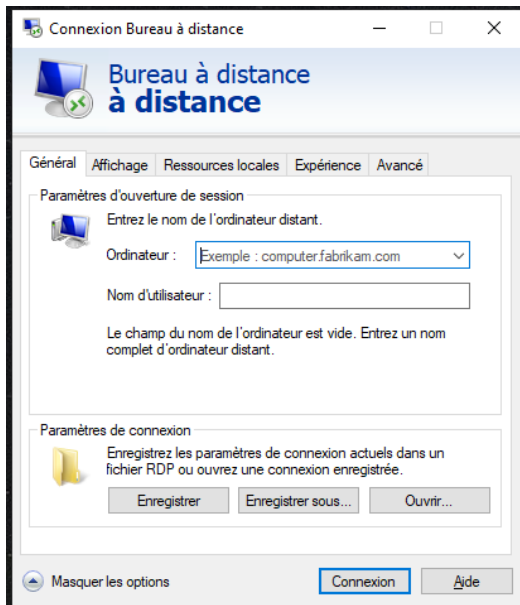 Connexion Bureau à distance
Bureau à distance
à distance
Général Affichage Ressources locales Expérience Avancé
Paramètres d'ouverture de session
Entrez le nom de l'ordinateur distant.
Ordinateur : Exemple : computer.fabrikam.com
Nom d'utilisateur :
Le champ du nom de l'ordinateur est vide. Entrez un nom
complet d'ordinateur distant.
Paramètres de connexion
Enregistrez les paramètres de connexion actuels dans un
fichier RDP ou ouvrez une connexion enregistrée.
Enregistrer Enregistrer sous... Ouvrir...
Masquer les options Connexion Aide